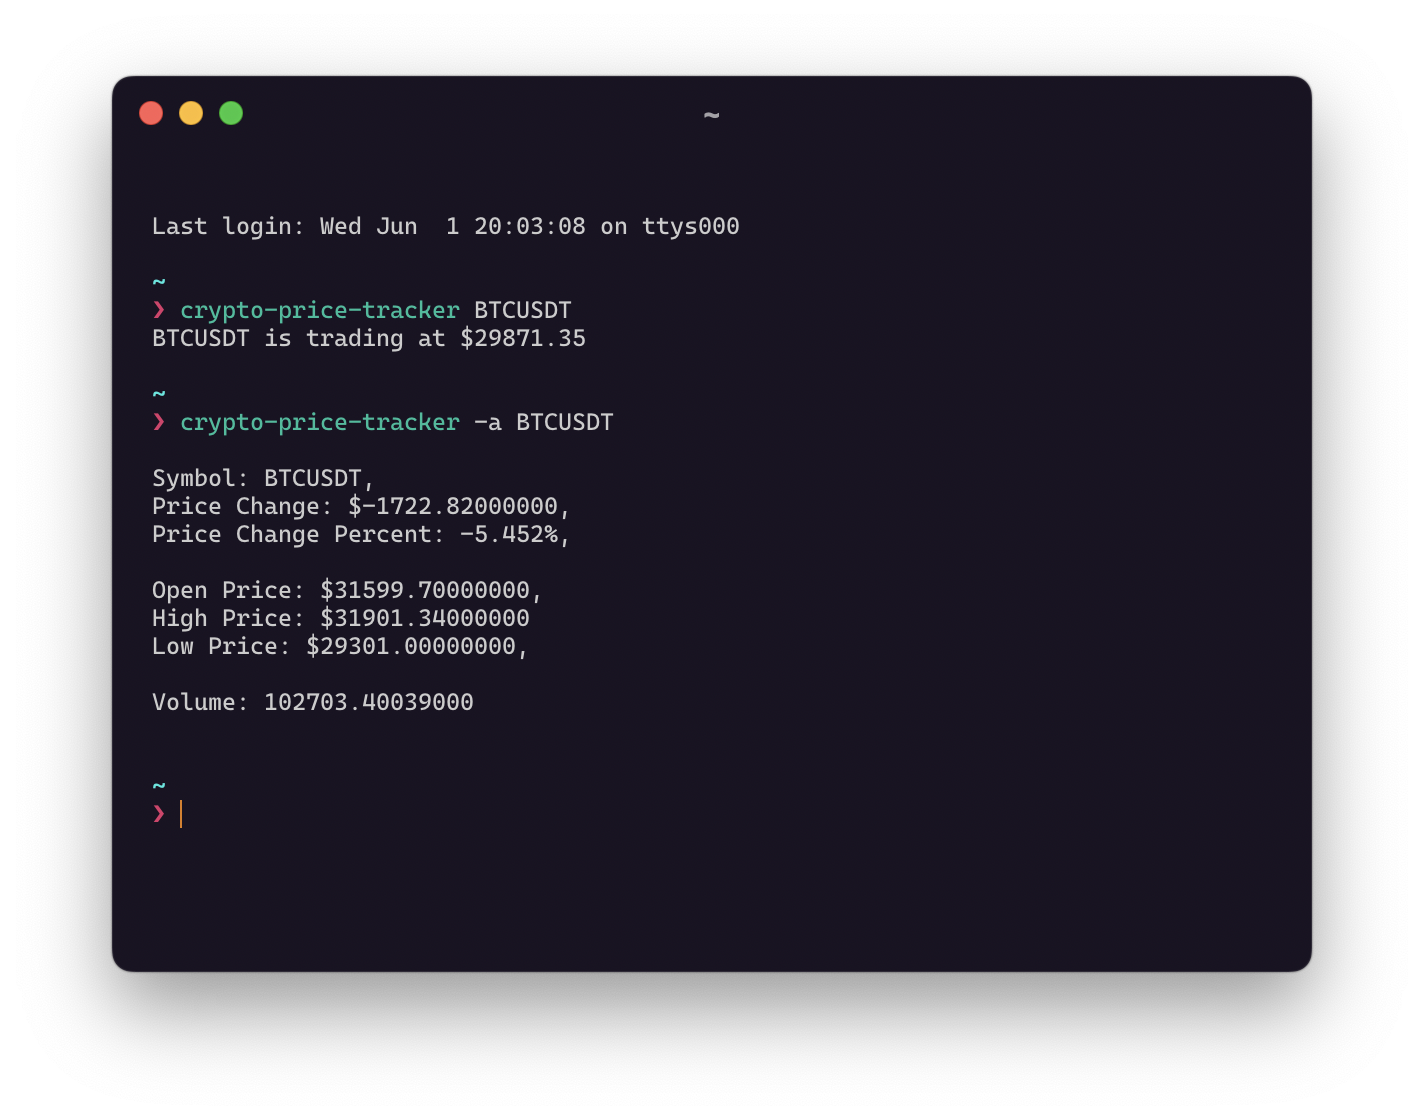 ~
Last login: Wed Jun  1 20:03:08 on ttys000
~
❯ crypto-price-tracker BTCUSDT
BTCUSDT is trading at $29871.35
~
❯ crypto-price-tracker -a BTCUSDT
Symbol: BTCUSDT,
Price Change: $-1722.82000000,
Price Change Percent: -5.452%,
Open Price: $31599.70000000,
High Price: $31901.34000000
Low Price: $29301.00000000,
Volume: 102703.40039000
~
❯